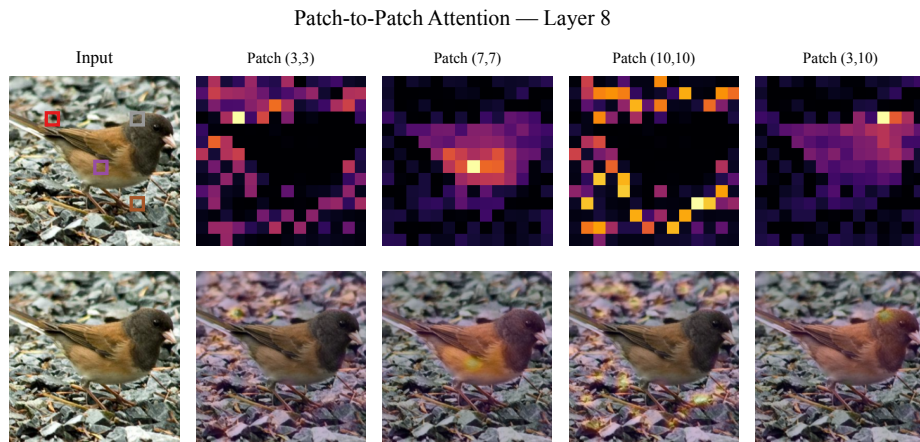 Patch-to-Patch Attention — Layer 8
Input
Patch (3,3)
Patch (7,7)
Patch (10,10)
Patch (3,10)